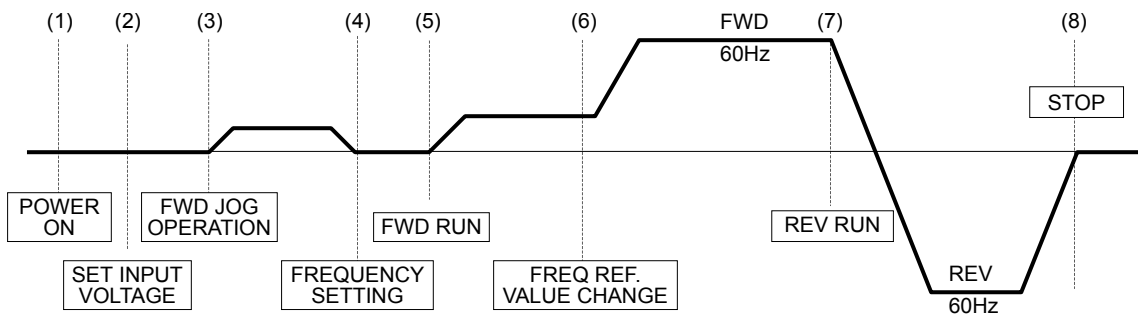 (1)
(2)
(3)
(4)
(5)
(6)
FWD
(7)
(8)
60Hz
STOP
POWER
ON
FWD JOG
OPERATION
FWD RUN
REV RUN
SET INPUT
VOLTAGE
FREQUENCY
SETTING
FREQ REF.
VALUE CHANGE
REV
60Hz